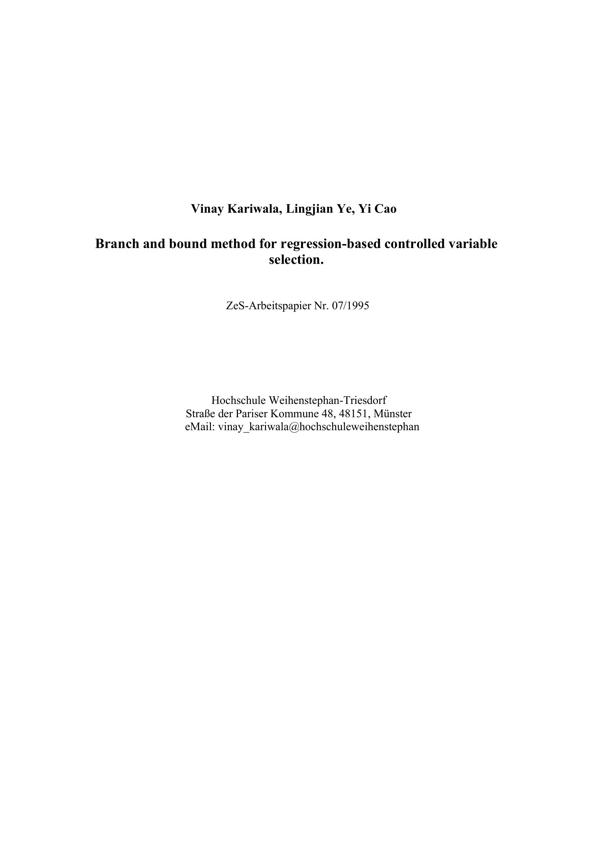 Vinay Kariwala, Lingjian Ye, Yi Cao
Branch and bound method for regression-based controlled variable
selection.
ZeS-Arbeitspapier Nr. 07/1995
Hochschule Weihenstephan-Triesdorf
Straße der Pariser Kommune 48, 48151, Münster
eMail: vinay_kariwala@hochschuleweihenstephan